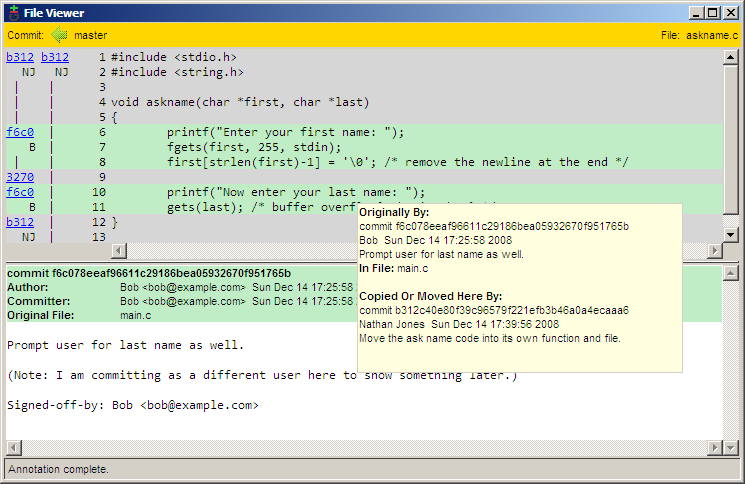 File Viewer
Commit: master File: askname.c
b312 b312 1 #include <stdio.h>
NJ NJ 2 #include <string.h>
| | 3
| | 4 void askname(char *first, char *last)
| | 5 {
f6c0 | 6 printf("Enter your first name: ");
B | 7 fgets(first, 255, stdin);
| | 8 first[strlen(first)-1] = '\0'; /* remove the newline at the end */
3270 | 9
f6c0 | 10 printf("Now enter your last name: ");
B | 11 gets(last); /* buffer
b312 | 12 }
NJ | 13
Originally By:
commit f6c078eeaf96611c29186bea05932670f951765b
Bob Sun Dec 14 17:25:58 2008
Prompt user for last name as well.
In File: main.c
Copied Or Moved Here By:
commit b312c40e80f39c96579f221efb3b46a0a4ecaaa6
Nathan Jones Sun Dec 14 17:39:56 2008
Move the ask name code into its own function and file.
commit f6c078eeaf96611c29186bea05932670f951765b
Author: Bob <bob@example.com> Sun Dec 14 17:25:58
Committer: Bob <bob@example.com> Sun Dec 14 17:25:58
Original File: main.c
Prompt user for last name as well.
(Note: I am committing as a different user here to show something later.)
Signed-off-by: Bob <bob@example.com>
Annotation complete.